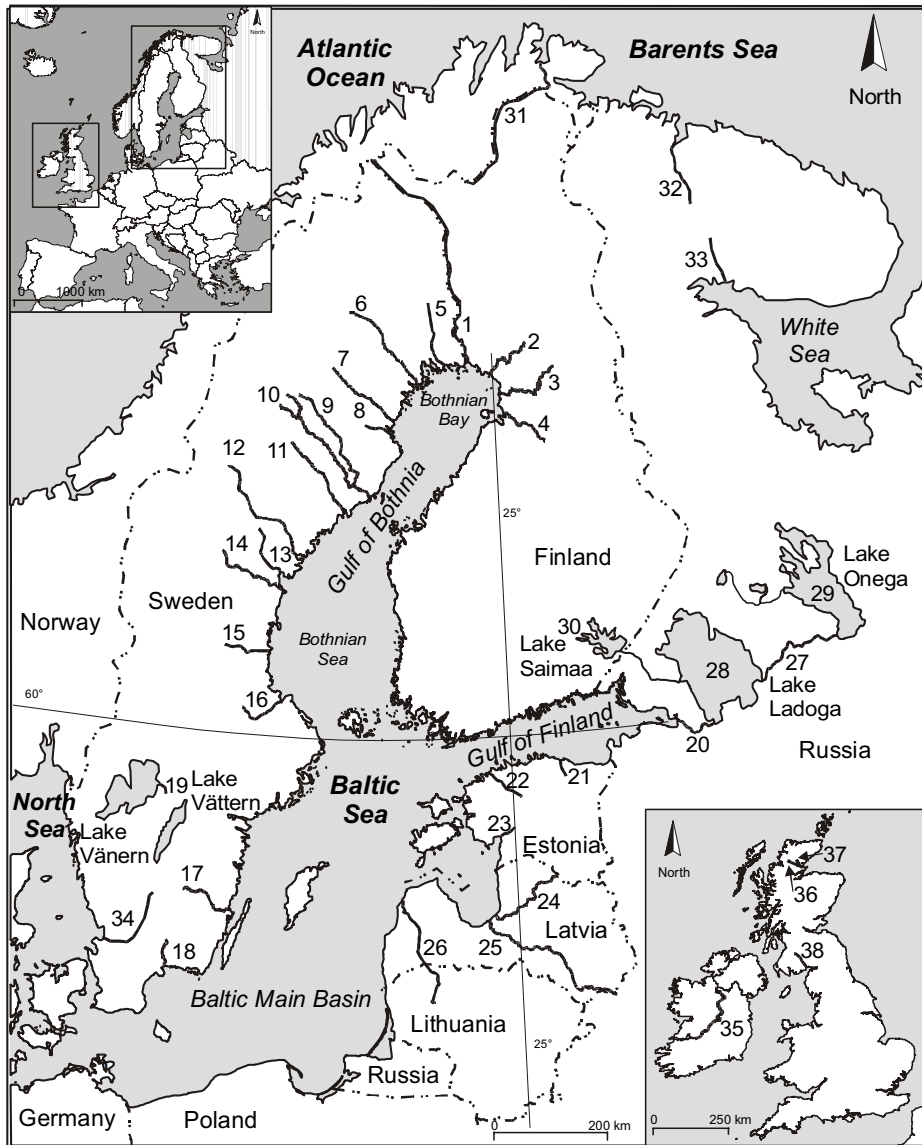 North
0 1000 km
Atlantic
Ocean
Barents Sea
North
31
32
33
White
Sea
6
5
1
2
7
3
10
9
8
Bothnian
Bay
4
12
11
Gulf of Bothnia
25°
14
13
Finland
Lake
Onega
29
Norway
Sweden
30
Lake
Saimaa
28
27
15
Bothnian
Sea
Lake
Ladoga
60°
16
Gulf of Finland
20
Russia
North
Sea
19
Lake
Vättern
Lake
Vänern
Baltic
Sea
22
21
23
Estonia
17
24
Latvia
34
18
26
25
Baltic Main Basin
Lithuania
25°
Russia
Germany
Poland
0 200 km
North
37
36
38
35
0 250 km